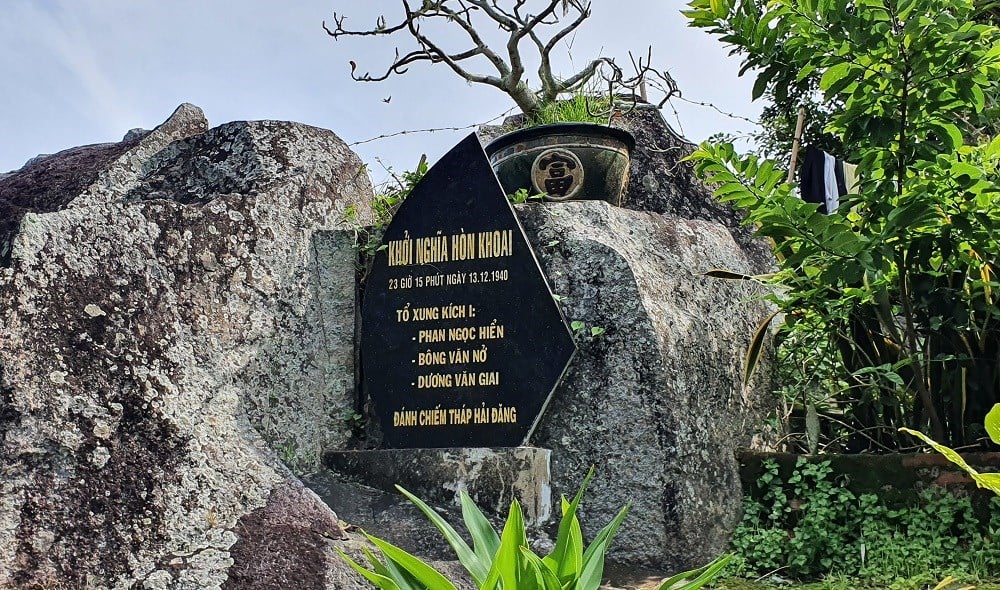 KHỞI NGHĨA HÒN KHOAI
23 GIỜ 15 PHÚT NGÀY 13.12.1940
TỔ XUNG KÍCH I:
- PHAN NGỌC HIỂN
- BÔNG VĂN NỞ
- DƯƠNG VĂN GIAI
ĐÁNH CHIẾM THÁP HẢI ĐĂNG